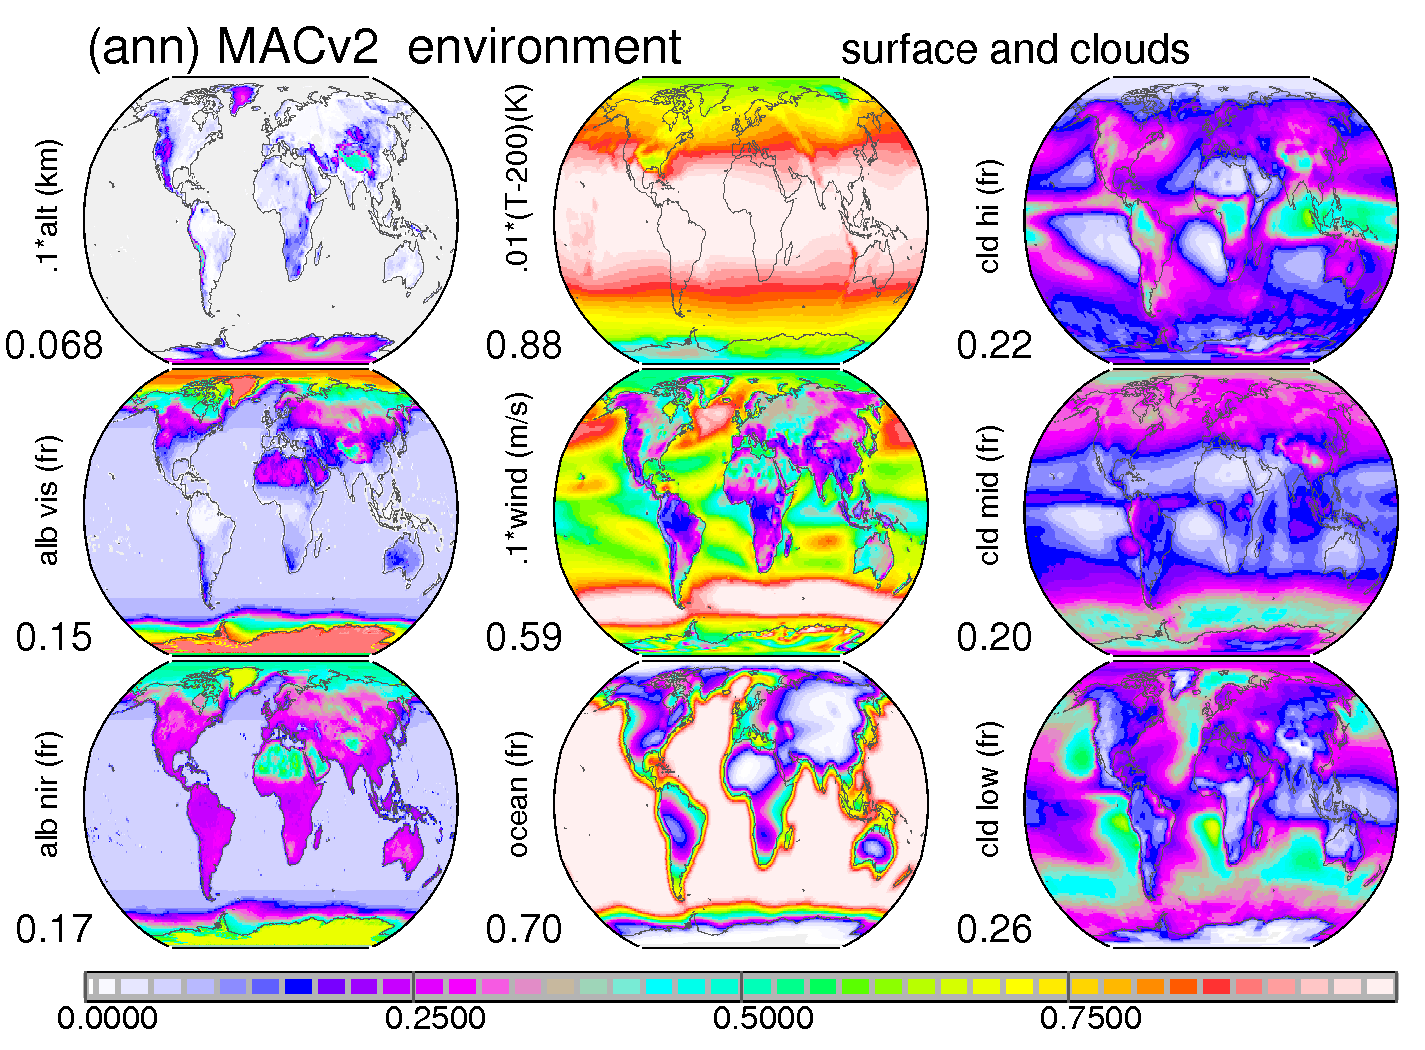 (ann) MACv2 environment surface and clouds
.1*alt (km) .01*(T-200)(K) cld hi (fr)
0.068 0.88 0.22
alb vis (fr) .1*wind (m/s) cld mid (fr)
0.15 0.59 0.20
alb nir (fr) ocean (fr) cld low (fr)
0.17 0.70 0.26
0.0000 0.2500 0.5000 0.7500